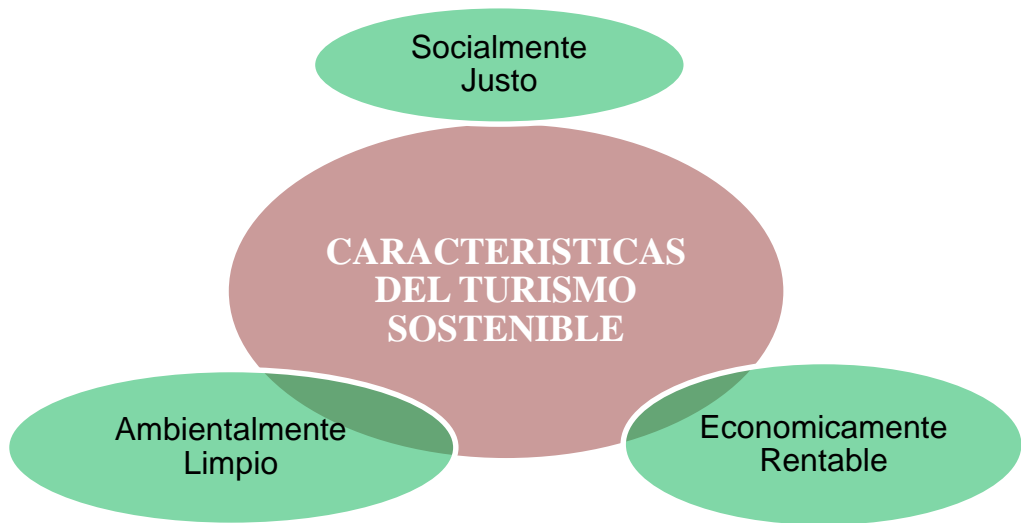 Socialmente
Justo
CARACTERISTICAS
DEL TURISMO
SOSTENIBLE
Ambientalmente
Limpio
Economicamente
Rentable